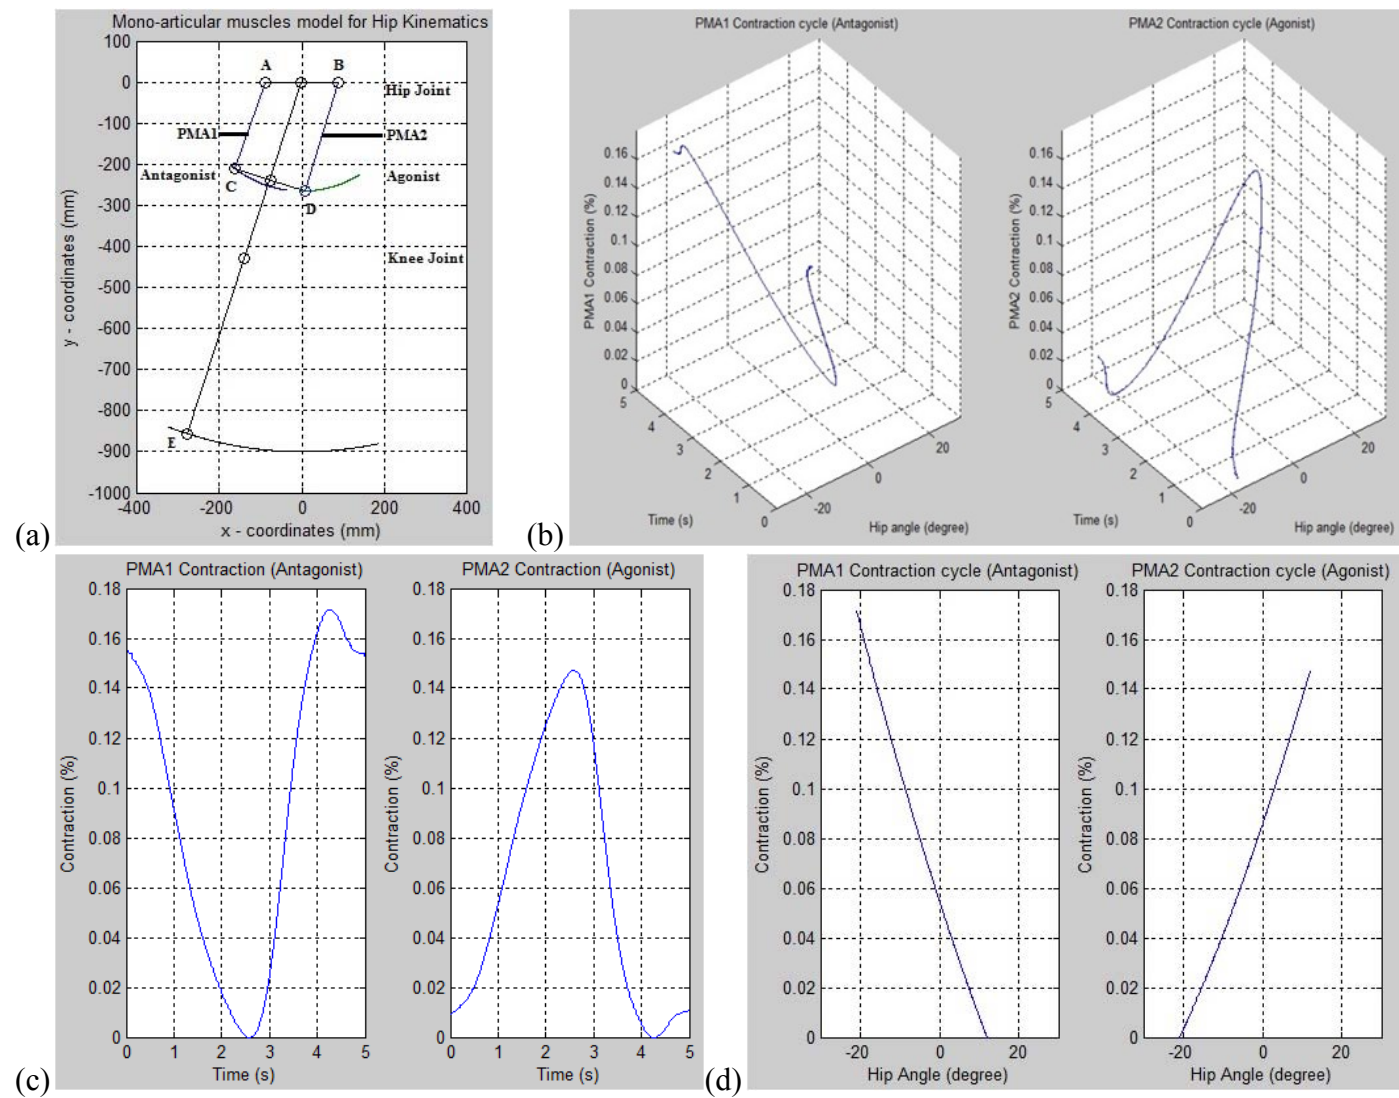 Mono-articular muscles model for Hip Kinematics
100
0
-100
-200
-300
-400
-500
-600
-700
-800
-900
-1000
y - coordinates (mm)
A
B
Hip Joint
PMA1
PMA2
Antagonist
Agonist
C
D
Knee Joint
E
-400
-200
0
200
400
x - coordinates (mm)
(a)
PMA1 Contraction cycle (Antagonist)
PMA1 Contraction (%)
0.16
0.14
0.12
0.1
0.08
0.06
0.04
0.02
0
5
4
3
2
1
0
Time (s)
-20
0
20
Hip angle (degree)
PMA2 Contraction cycle (Agonist)
PMA2 Contraction (%)
0.16
0.14
0.12
0.1
0.08
0.06
0.04
0.02
0
5
4
3
2
1
0
Time (s)
-20
0
20
Hip angle (degree)
(b)
PMA1 Contraction (Antagonist)
0.18
0.16
0.14
0.12
0.1
0.08
0.06
0.04
0.02
0
Contraction (%)
0 1 2 3 4 5
Time (s)
PMA2 Contraction (Agonist)
0.18
0.16
0.14
0.12
0.1
0.08
0.06
0.04
0.02
0
Contraction (%)
0 1 2 3 4 5
Time (s)
(c)
PMA1 Contraction cycle (Antagonist)
0.18
0.16
0.14
0.12
0.1
0.08
0.06
0.04
0.02
0
Contraction (%)
-20 0 20
Hip Angle (degree)
PMA2 Contraction cycle (Agonist)
0.18
0.16
0.14
0.12
0.1
0.08
0.06
0.04
0.02
0
Contraction (%)
-20 0 20
Hip Angle (degree)
(d)